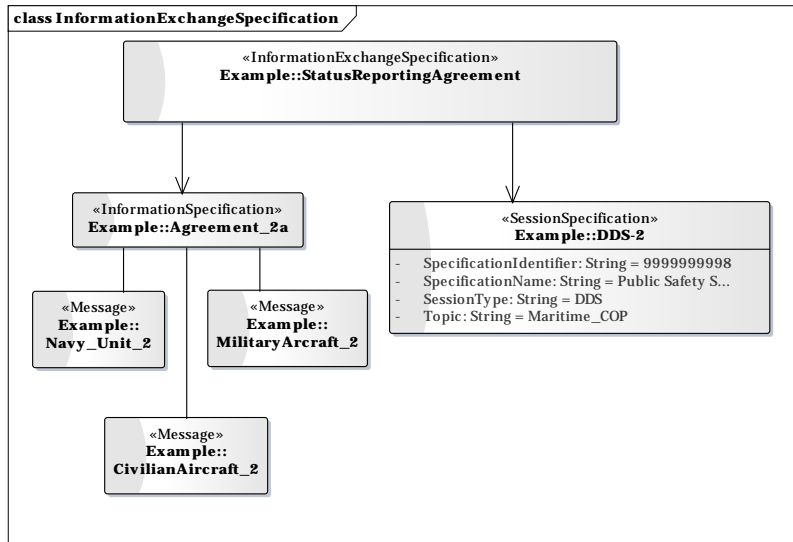 class InformationExchangeSpecification
«InformationExchangeSpecification»
Example::StatusReportingAgreement
«InformationSpecification»
Example::Agreement_2a
«SessionSpecification»
Example::DDS-2
- SpecificationIdentifier: String = 9999999998
- SpecificationName: String = Public Safety S...
- SessionType: String = DDS
- Topic: String = Maritime_COP
«Message»
Example::
Navy_Unit_2
«Message»
Example::
MilitaryArcraft_2
«Message»
Example::
CivilianAircraft_2